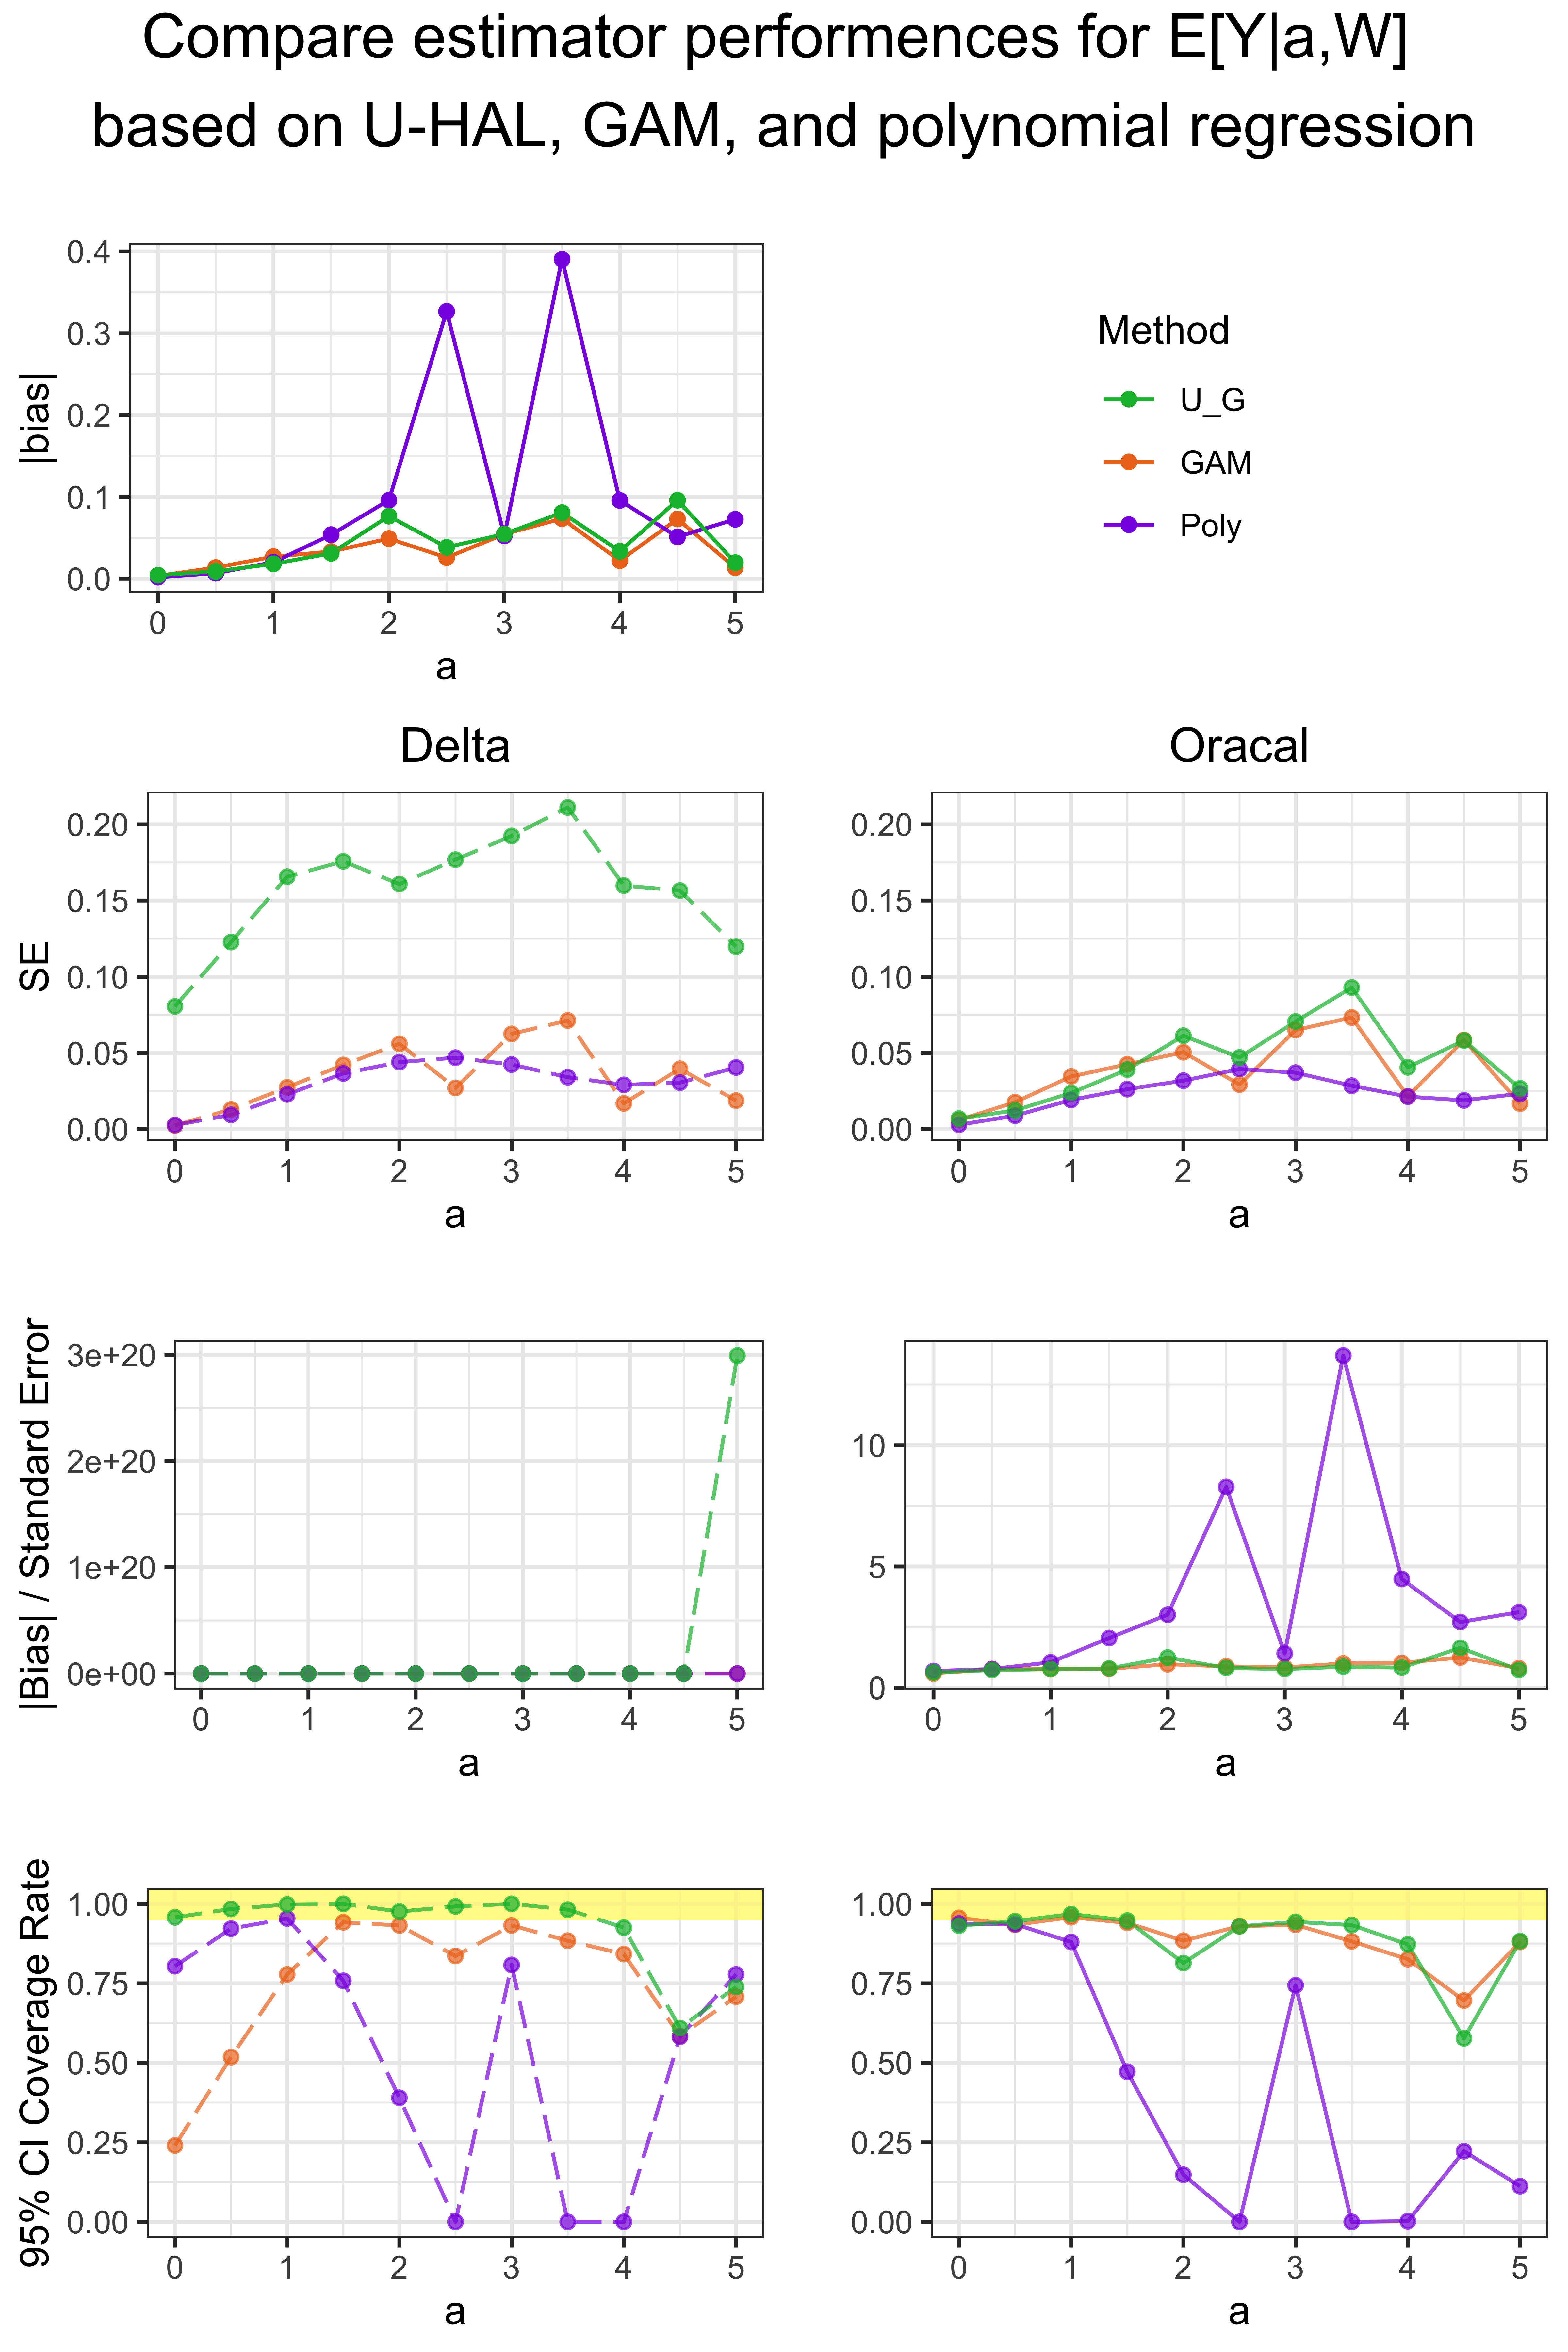 Compare estimator performences for E[Y|a,W]
based on U-HAL, GAM, and polynomial regression
0.4
0.3
0.2
0.1
0.0
|bias|
0 1 2 3 4 5
a
Method
U_G
GAM
Poly
Delta
0.20
0.15
0.10
0.05
0.00
SE
0 1 2 3 4 5
a
Oracal
0.20
0.15
0.10
0.05
0.00
0 1 2 3 4 5
a
3e+20
2e+20
1e+20
0e+00
|Bias| / Standard Error
0 1 2 3 4 5
a
10
5
0
0 1 2 3 4 5
a
1.00
0.75
0.50
0.25
0.00
95% CI Coverage Rate
0 1 2 3 4 5
a
1.00
0.75
0.50
0.25
0.00
0 1 2 3 4 5
a